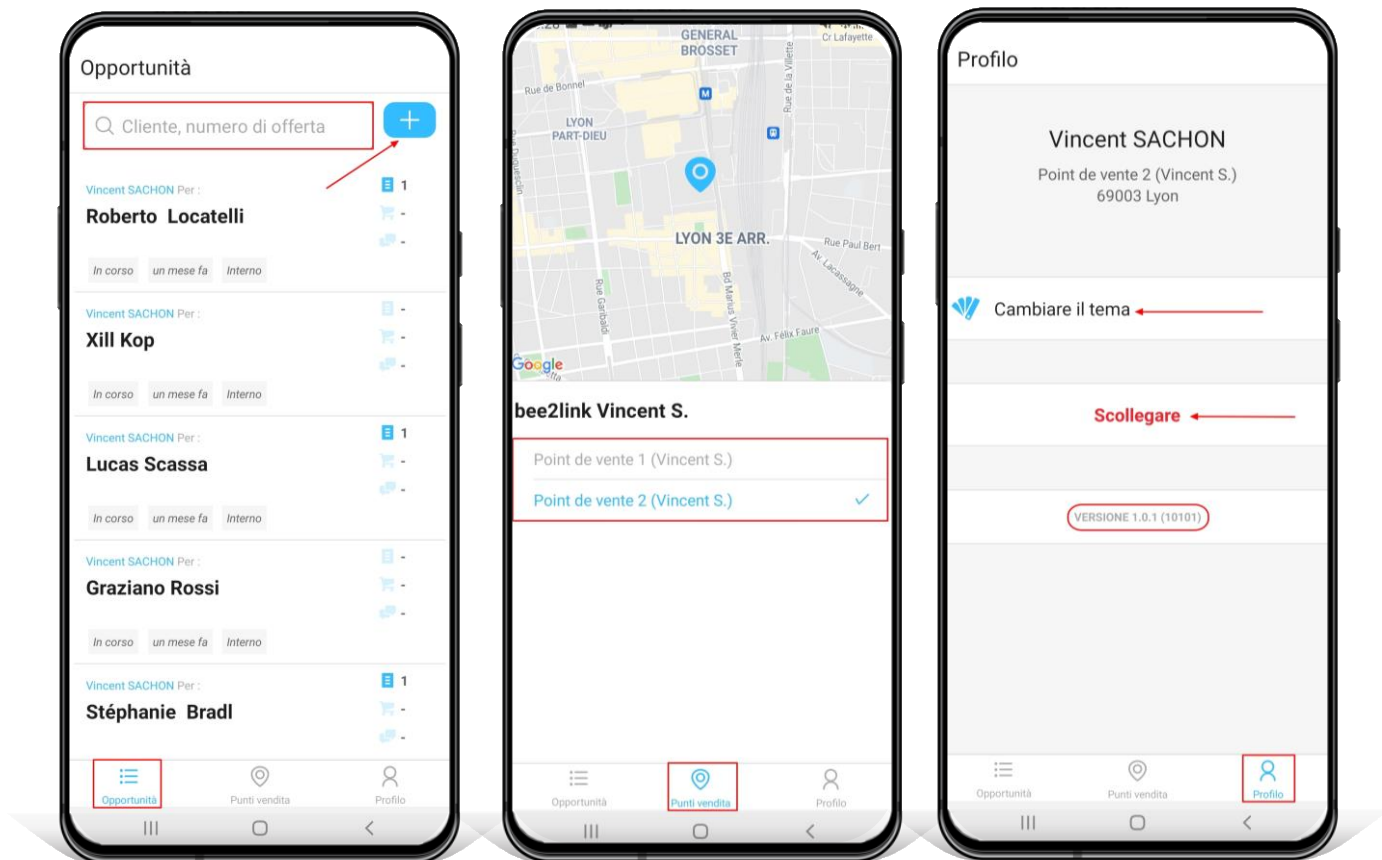 Opportunità
Cliente, numero di offerta
Vincent SACHON Per :
1
Roberto Locatelli
-
-
In corso un mese fa Interno
Vincent SACHON Per :
-
Xill Kop
-
-
In corso un mese fa Interno
Vincent SACHON Per :
1
Lucas Scassa
-
-
In corso un mese fa Interno
Vincent SACHON Per :
-
Graziano Rossi
-
-
In corso un mese fa Interno
Vincent SACHON Per :
1
Stéphanie Bradl
-
-
Opportunità Punti vendita Profilo
GENERAL
BROSSET
Cr Lafayette
Rue de Bonnel
Rue de la Villette
M
LYON
PART-DIEU
LYON 3E ARR.
Rue Paul Bert
Av. Lacassagne
Rue Garibaldi
Bd Marius Vivier Merle
Av. Félix Faure
Google
bee2link Vincent S.
Point de vente 1 (Vincent S.)
Point de vente 2 (Vincent S.)
Opportunità Punti vendita Profilo
Profilo
Vincent SACHON
Point de vente 2 (Vincent S.)
69003 Lyon
Cambiare il tema
Scollegare
VERSIONE 1.0.1 (10101)
Opportunità Punti vendita Profilo